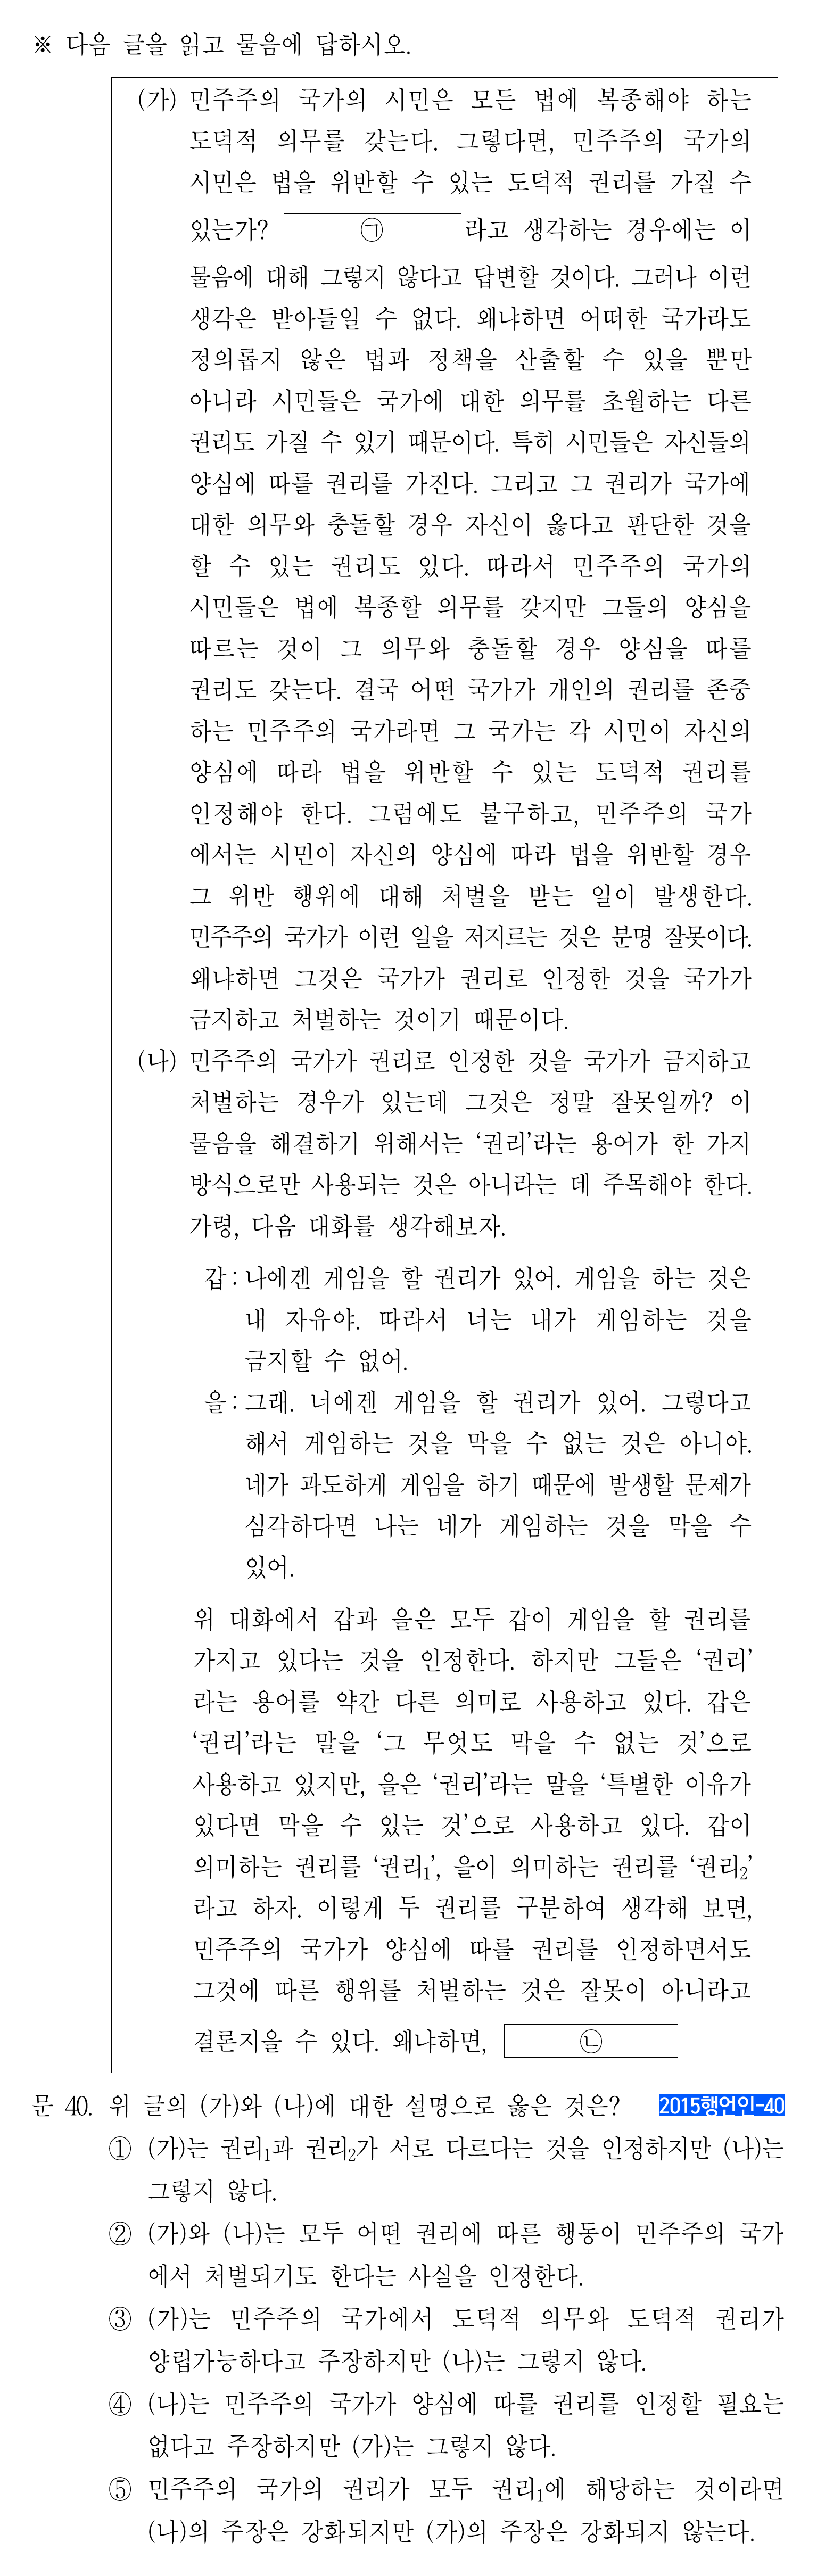 ※ 다음 글을 읽고 물음에 답하시오.
(가) 민주주의 국가의 시민은 모든 법에 복종해야 하는
도덕적 의무를 갖는다. 그렇다면, 민주주의 국가의
시민은 법을 위반할 수 있는 도덕적 권리를 가질 수
있는가? ㉠ 라고 생각하는 경우에는 이
물음에 대해 그렇지 않다고 답변할 것이다. 그러나 이런
생각은 받아들일 수 없다. 왜냐하면 어떠한 국가라도
정의롭지 않은 법과 정책을 산출할 수 있을 뿐만
아니라 시민들은 국가에 대한 의무를 초월하는 다른
권리도 가질 수 있기 때문이다. 특히 시민들은 자신들의
양심에 따를 권리를 가진다. 그리고 그 권리가 국가에
대한 의무와 충돌할 경우 자신이 옳다고 판단한 것을
할 수 있는 권리도 있다. 따라서 민주주의 국가의
시민들은 법에 복종할 의무를 갖지만 그들의 양심을
따르는 것이 그 의무와 충돌할 경우 양심을 따를
권리도 갖는다. 결국 어떤 국가가 개인의 권리를 존중
하는 민주주의 국가라면 그 국가는 각 시민이 자신의
양심에 따라 법을 위반할 수 있는 도덕적 권리를
인정해야 한다. 그럼에도 불구하고, 민주주의 국가
에서는 시민이 자신의 양심에 따라 법을 위반할 경우
그 위반 행위에 대해 처벌을 받는 일이 발생한다.
민주주의 국가가 이런 일을 저지르는 것은 분명 잘못이다.
왜냐하면 그것은 국가가 권리로 인정한 것을 국가가
금지하고 처벌하는 것이기 때문이다.
(나) 민주주의 국가가 권리로 인정한 것을 국가가 금지하고
처벌하는 경우가 있는데 그것은 정말 잘못일까? 이
물음을 해결하기 위해서는 ‘권리’라는 용어가 한 가지
방식으로만 사용되는 것은 아니라는 데 주목해야 한다.
가령, 다음 대화를 생각해보자.
갑 : 나에겐 게임을 할 권리가 있어. 게임을 하는 것은
내 자유야. 따라서 너는 내가 게임하는 것을
금지할 수 없어.
을 : 그래. 너에겐 게임을 할 권리가 있어. 그렇다고
해서 게임하는 것을 막을 수 없는 것은 아니야.
네가 과도하게 게임을 하기 때문에 발생할 문제가
심각하다면 나는 네가 게임하는 것을 막을 수
있어.
위 대화에서 갑과 을은 모두 갑이 게임을 할 권리를
가지고 있다는 것을 인정한다. 하지만 그들은 ‘권리’
라는 용어를 약간 다른 의미로 사용하고 있다. 갑은
‘권리’라는 말을 ‘그 무엇도 막을 수 없는 것’으로
사용하고 있지만, 을은 ‘권리’라는 말을 ‘특별한 이유가
있다면 막을 수 있는 것’으로 사용하고 있다. 갑이
의미하는 권리를 ‘권리₁’, 을이 의미하는 권리를 ‘권리₂’
라고 하자. 이렇게 두 권리를 구분하여 생각해 보면,
민주주의 국가가 양심에 따를 권리를 인정하면서도
그것에 따른 행위를 처벌하는 것은 잘못이 아니라고
결론지을 수 있다. 왜냐하면, ㉡
문 40. 위 글의 (가)와 (나)에 대한 설명으로 옳은 것은? 2015행언인-40
① (가)는 권리₁과 권리₂가 서로 다르다는 것을 인정하지만 (나)는
그렇지 않다.
② (가)와 (나)는 모두 어떤 권리에 따른 행동이 민주주의 국가
에서 처벌되기도 한다는 사실을 인정한다.
③ (가)는 민주주의 국가에서 도덕적 의무와 도덕적 권리가
양립가능하다고 주장하지만 (나)는 그렇지 않다.
④ (나)는 민주주의 국가가 양심에 따를 권리를 인정할 필요는
없다고 주장하지만 (가)는 그렇지 않다.
⑤ 민주주의 국가의 권리가 모두 권리₁에 해당하는 것이라면
(나)의 주장은 강화되지만 (가)의 주장은 강화되지 않는다.